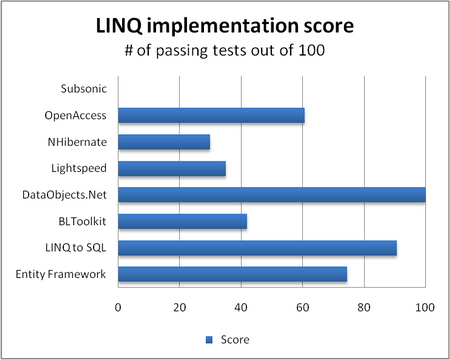 LINQ implementation score
# of passing tests out of 100
Subsonic
OpenAccess
NHibernate
Lightspeed
DataObjects.Net
BLToolkit
LINQ to SQL
Entity Framework
0 20 40 60 80 100
Score